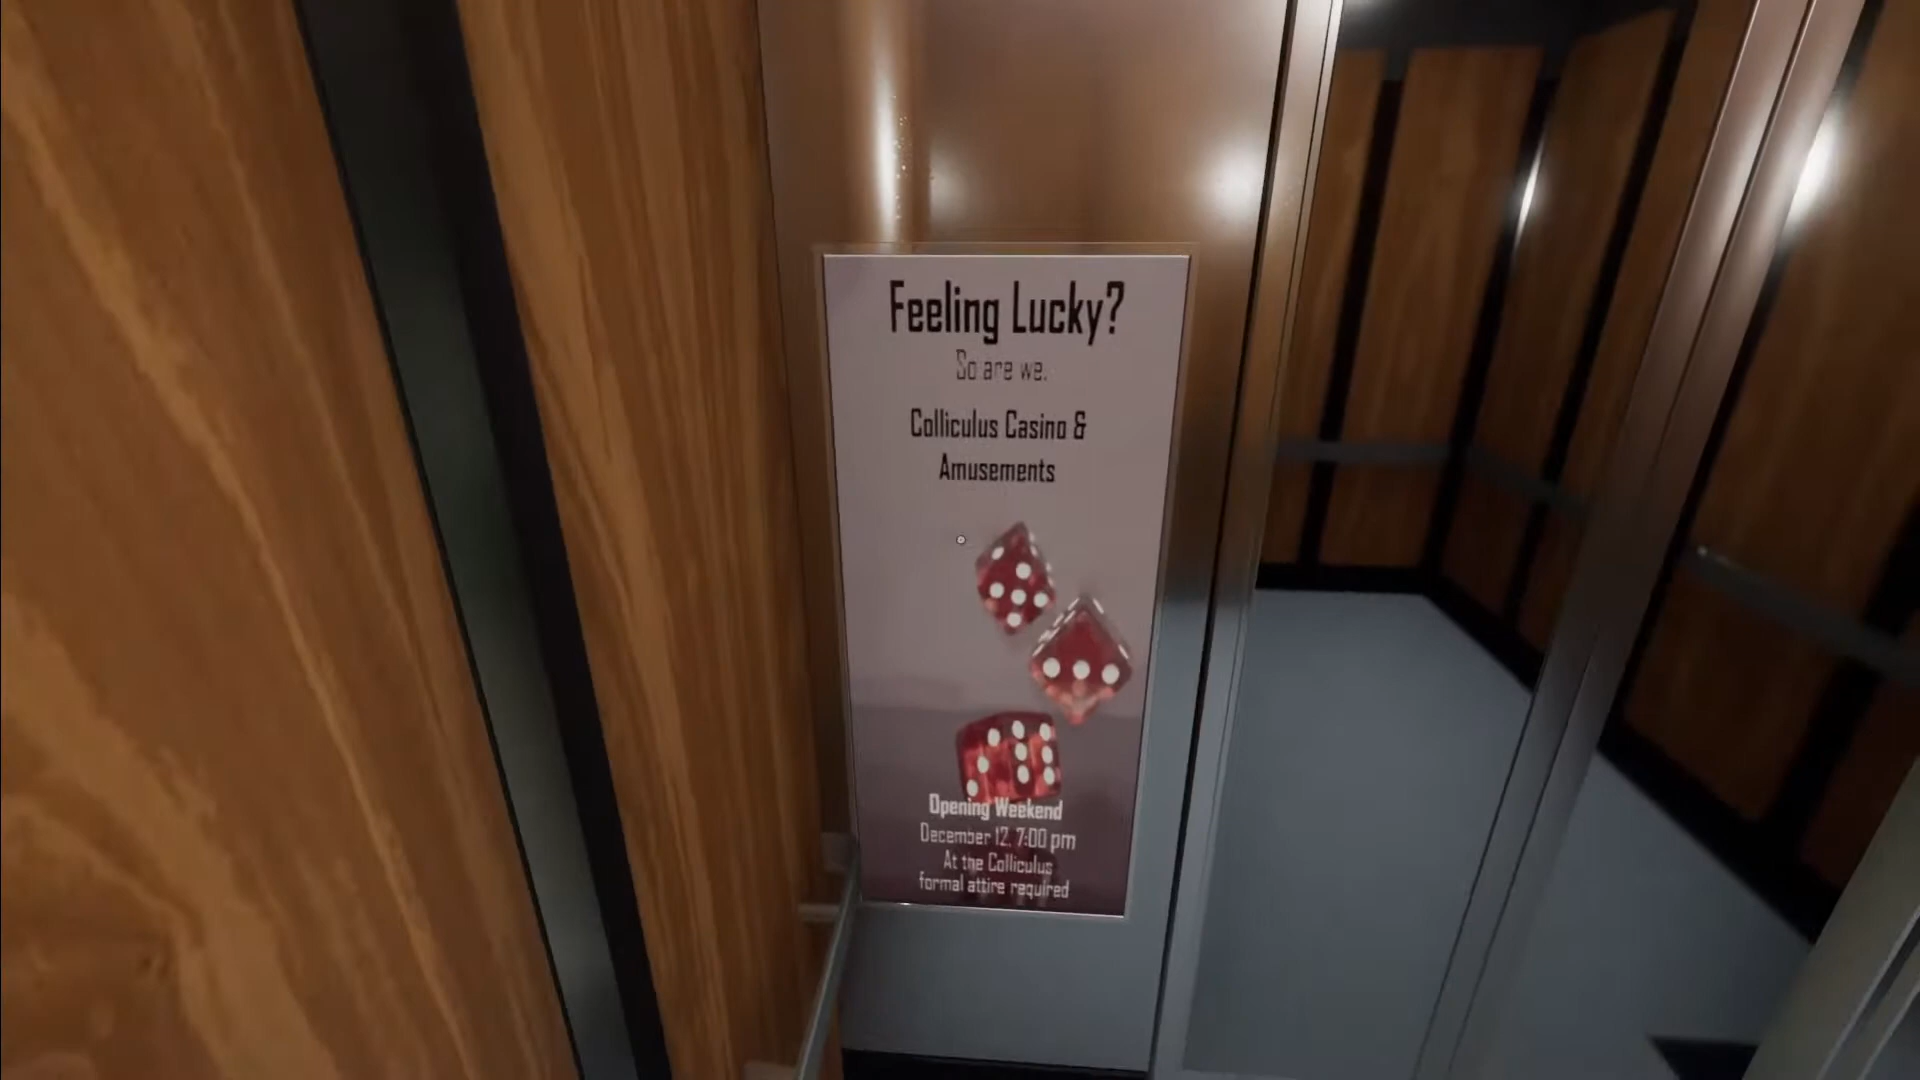 Feeling Lucky?
So are we.
Colliculus Casino &
Amusements
Opening Weekend
December 12, 7:00 pm
At the Colliculus
formal attire required